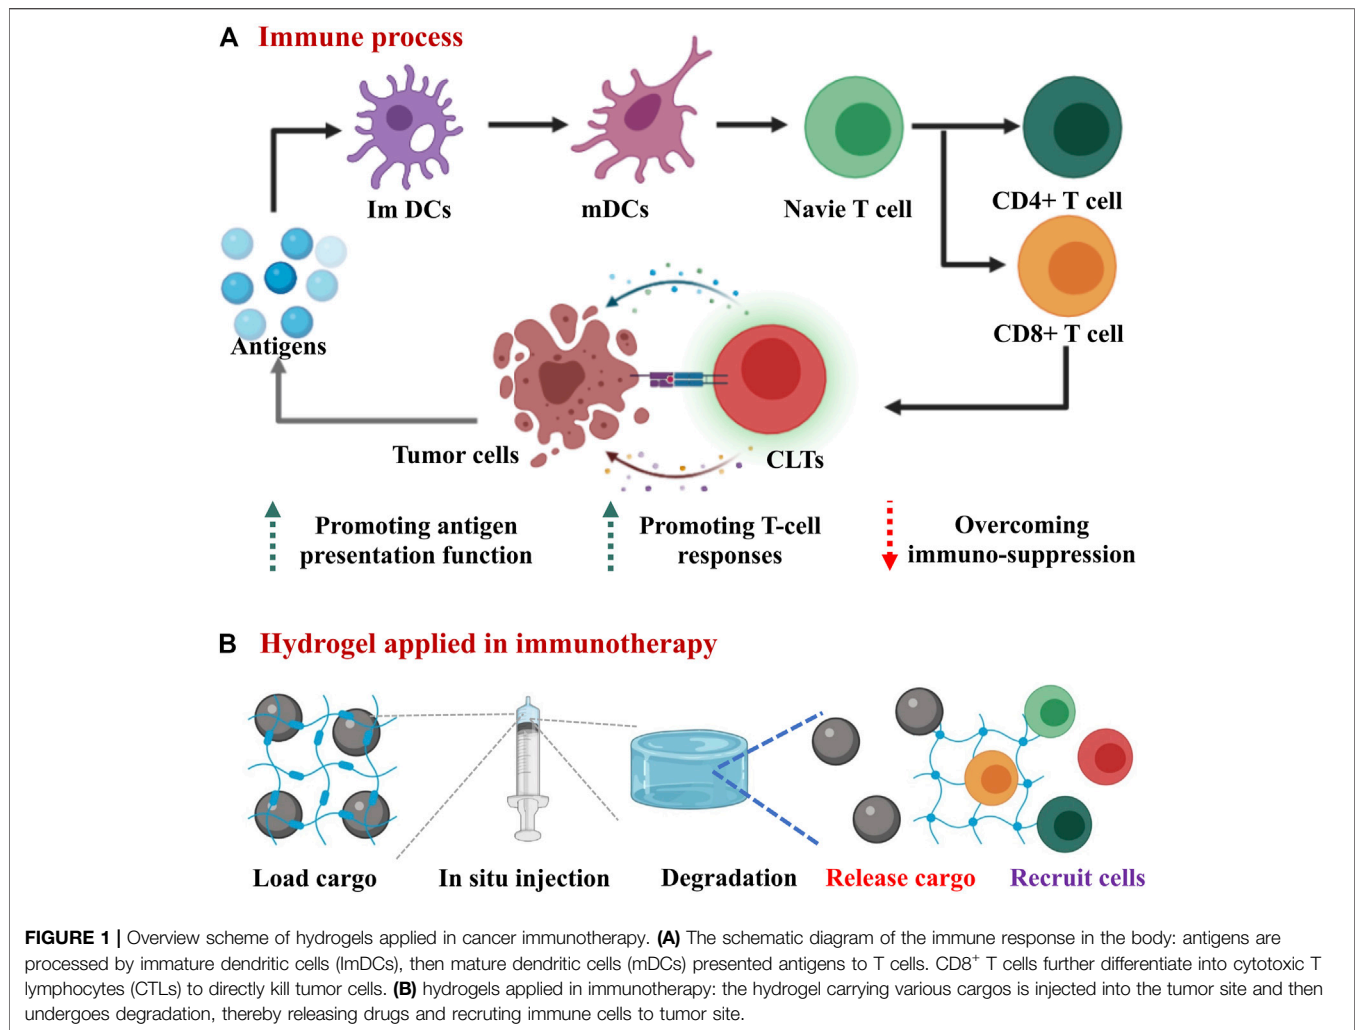 A Immune process
Im DCs
mDCs
Navie T cell
CD4+ T cell
CD8+ T cell
Antigens
Tumor cells
CLTs
Promoting antigen
presentation function
Promoting T-cell
responses
Overcoming
immuno-suppression
B Hydrogel applied in immunotherapy
Load cargo
In situ injection
Degradation
Release cargo
Recruit cells
FIGURE 1 | Overview scheme of hydrogels applied in cancer immunotherapy. (A) The schematic diagram of the immune response in the body: antigens are
processed by immature dendritic cells (ImDCs), then mature dendritic cells (mDCs) presented antigens to T cells. CD8⁺ T cells further differentiate into cytotoxic T
lymphocytes (CTLs) to directly kill tumor cells. (B) hydrogels applied in immunotherapy: the hydrogel carrying various cargos is injected into the tumor site and then
undergoes degradation, thereby releasing drugs and recruting immune cells to tumor site.